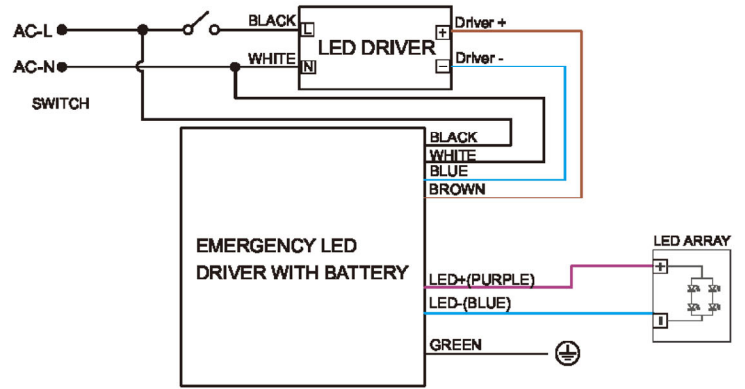 AC-L
BLACK
L
LED DRIVER
+
Driver +
AC-N
WHITE
N
−
Driver -
SWITCH
BLACK
WHITE
BLUE
BROWN
EMERGENCY LED
DRIVER WITH BATTERY
LED ARRAY
LED+(PURPLE)
+
LED-(BLUE)
−
GREEN